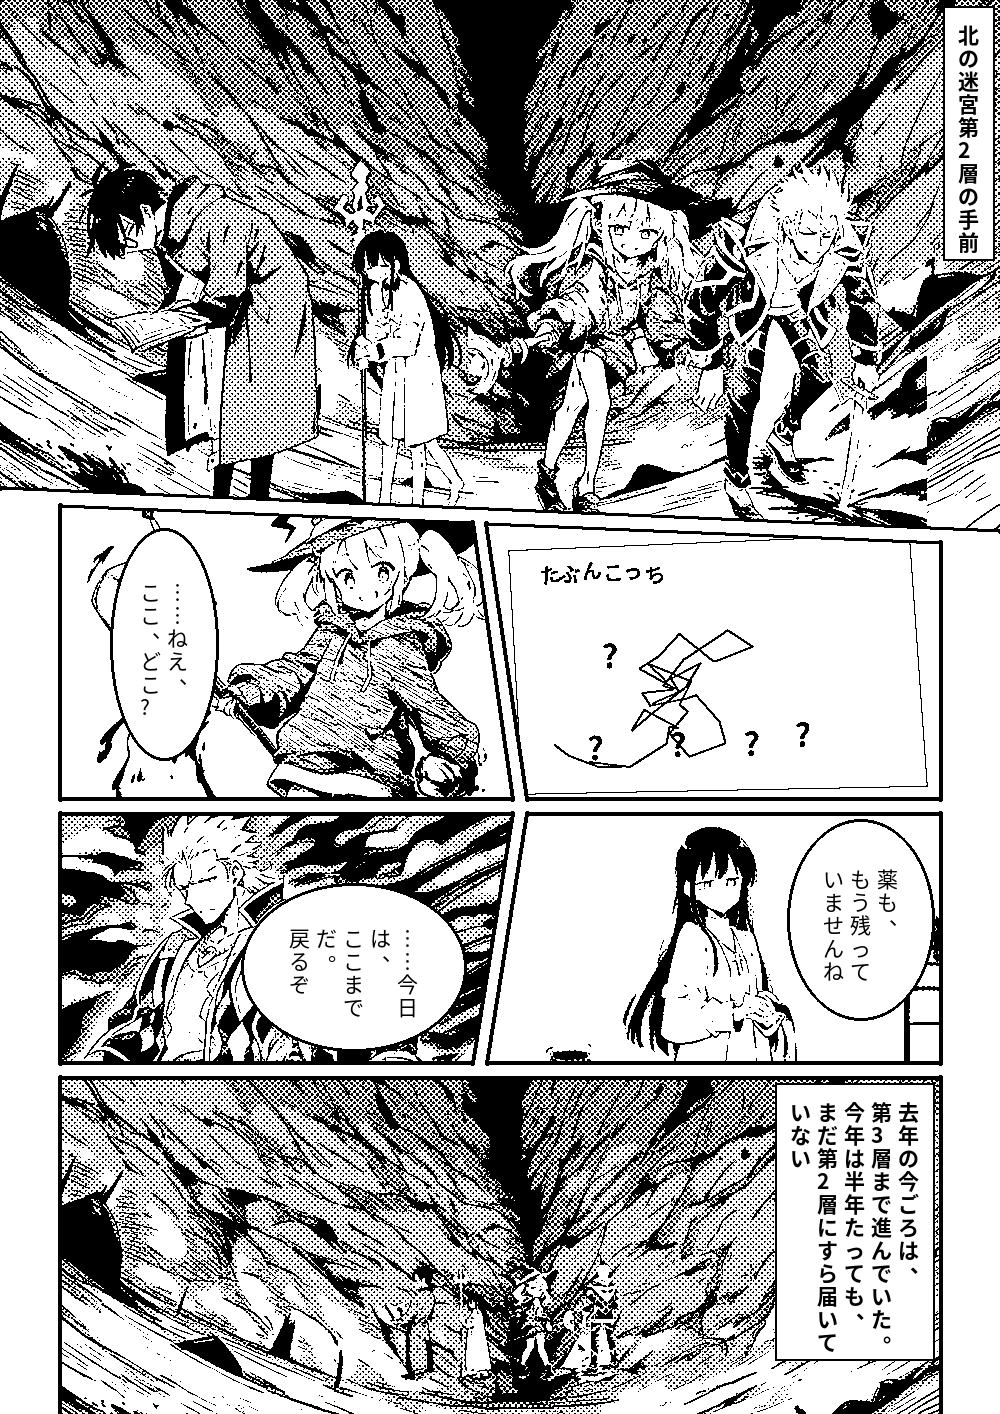 北の迷宮第2層の手前
たぶんこっち
?
?
?
?
?
……ねえ、
ここ、どこ?
薬も、
もう残って
いませんね
……今日
は、
ここまで
だ。
戻るぞ
去年の今ごろは、
第3層まで進んでいた。
今年は半年たっても、
まだ第2層にすら届いて
いない